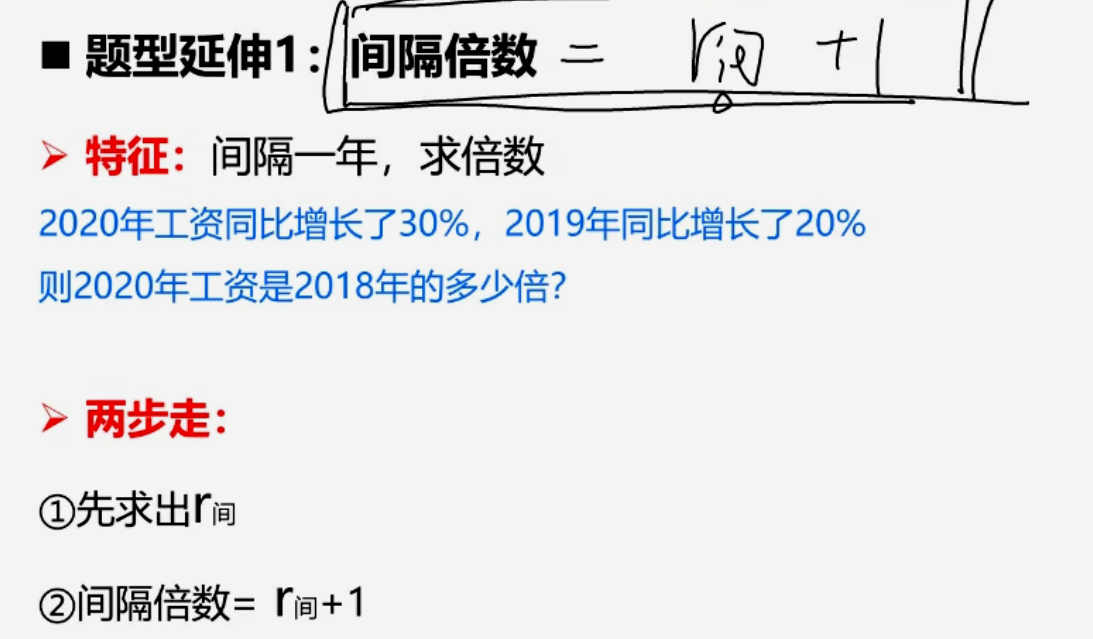 ■ 题型延伸1：间隔倍数 = r间 + 1
➢ 特征：间隔一年，求倍数
2020年工资同比增长了30%，2019年同比增长了20%
则2020年工资是2018年的多少倍？
➢ 两步走：
①先求出r间
②间隔倍数= r间+1